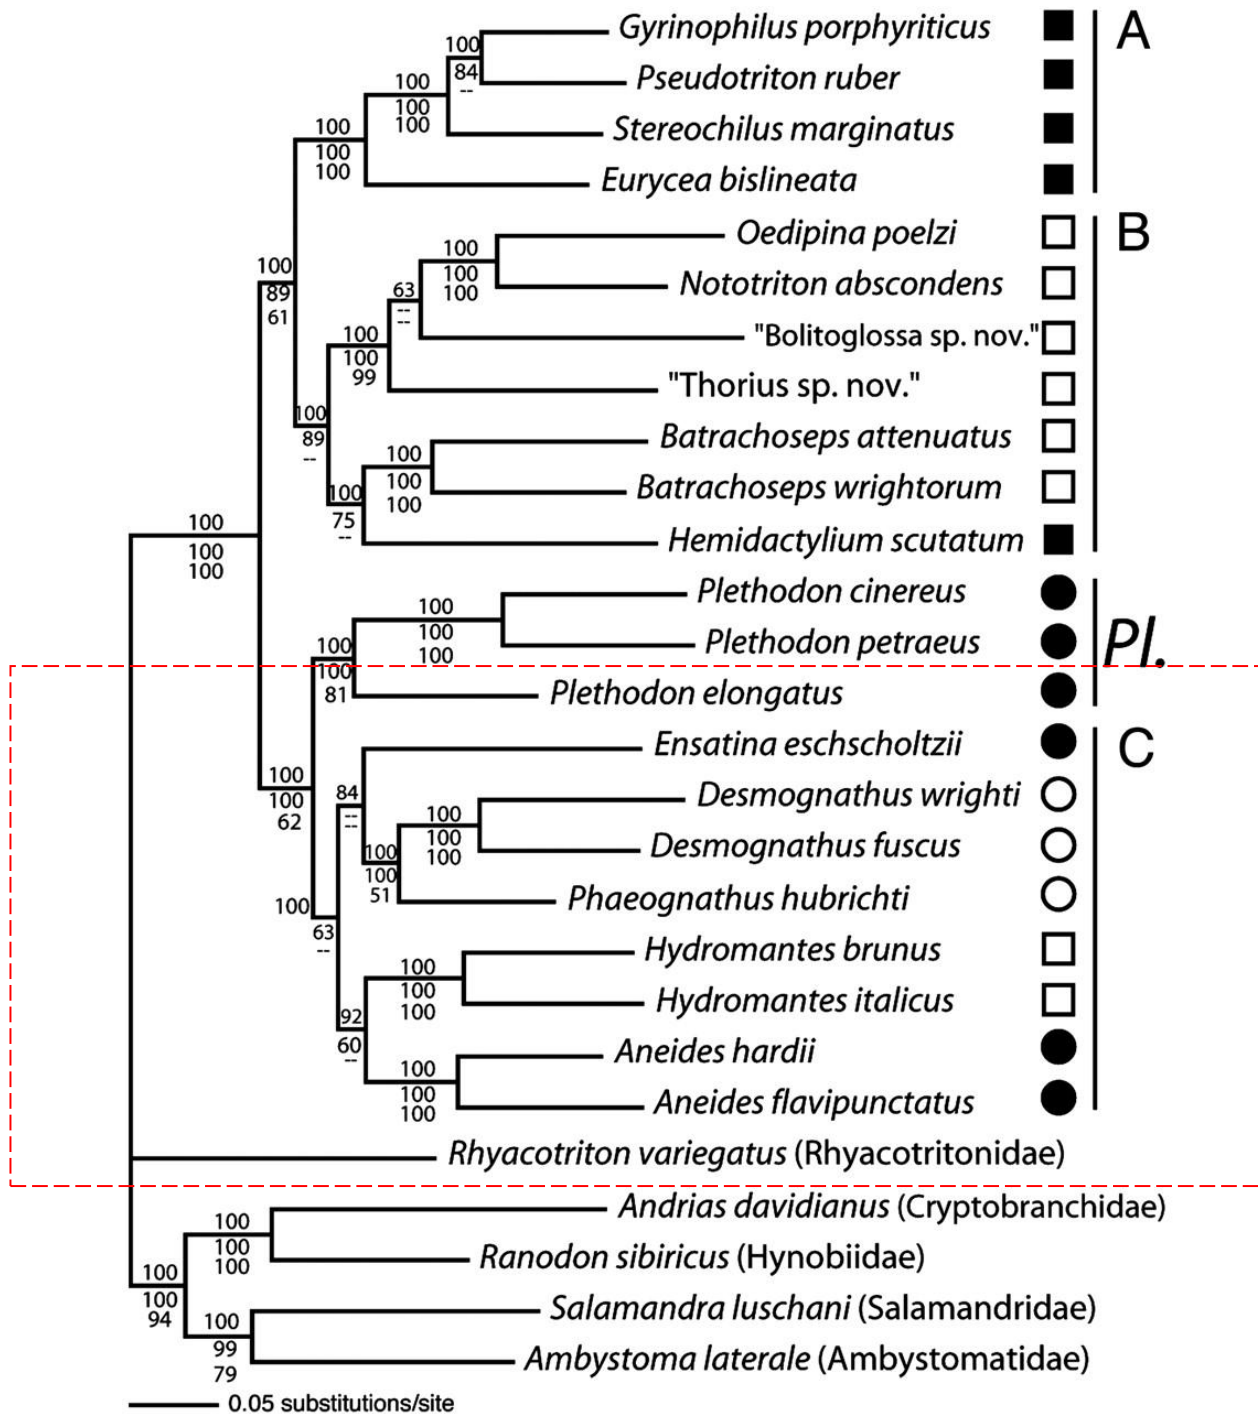 Gyrinophilus porphyriticus
A
100
84
--
Pseudotriton ruber
100
100
100
Stereochilus marginatus
100
100
100
Eurycea bislineata
Oedipina poelzi
B
100
100
100
Nototriton abscondens
100
89
61
63
--
--
"Bolitoglossa sp. nov."
100
100
99
"Thorius sp. nov."
100
89
--
Batrachoseps attenuatus
100
100
100
Batrachoseps wrightorum
100
75
--
Hemidactylium scutatum
100
100
100
Plethodon cinereus
100
100
100
Plethodon petraeus
Pl.
100
100
81
Plethodon elongatus
Ensatina eschscholtzii
C
100
100
62
84
--
--
Desmognathus wrighti
100
100
100
Desmognathus fuscus
100
100
51
Phaeognathus hubrichti
100
63
--
Hydromantes brunus
100
100
100
Hydromantes italicus
92
60
--
Aneides hardii
100
100
100
Aneides flavipunctatus
Rhyacotriton variegatus (Rhyacotritonidae)
Andrias davidianus (Cryptobranchidae)
100
100
100
Ranodon sibiricus (Hynobiidae)
100
100
94
Salamandra luschani (Salamandridae)
100
99
79
Ambystoma laterale (Ambystomatidae)
0.05 substitutions/site